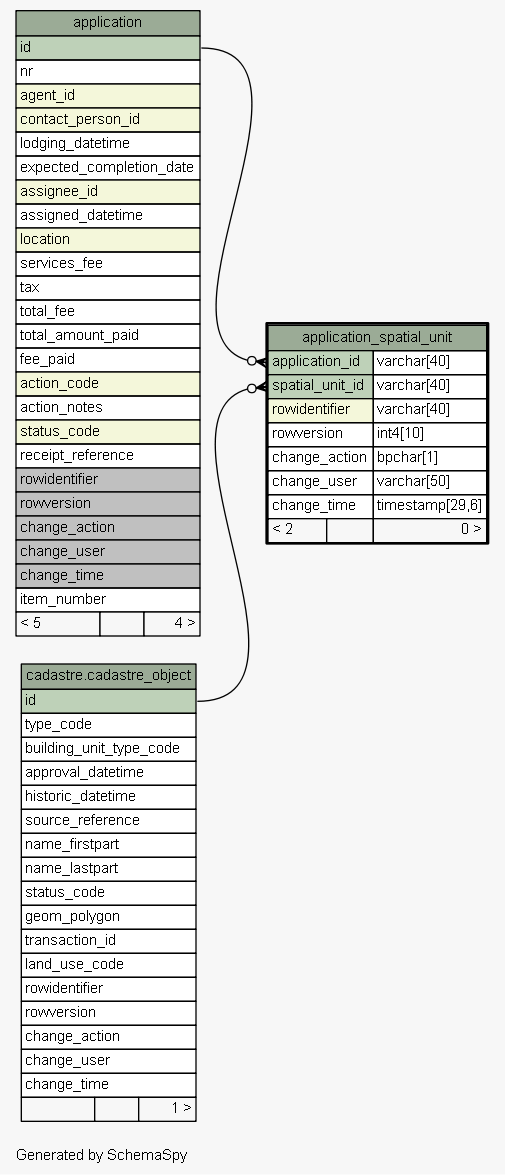 application
id
nr
agent_id
contact_person_id
lodging_datetime
expected_completion_date
assignee_id
assigned_datetime
location
services_fee
tax
total_fee
total_amount_paid
fee_paid
action_code
action_notes
status_code
receipt_reference
rowidentifier
rowversion
change_action
change_user
change_time
item_number
< 5 4 >
application_spatial_unit
application_id varchar[40]
spatial_unit_id varchar[40]
rowidentifier varchar[40]
rowversion int4[10]
change_action bpchar[1]
change_user varchar[50]
change_time timestamp[29,6]
< 2 0 >
cadastre.cadastre_object
id
type_code
building_unit_type_code
approval_datetime
historic_datetime
source_reference
name_firstpart
name_lastpart
status_code
geom_polygon
transaction_id
land_use_code
rowidentifier
rowversion
change_action
change_user
change_time
1 >
Generated by SchemaSpy